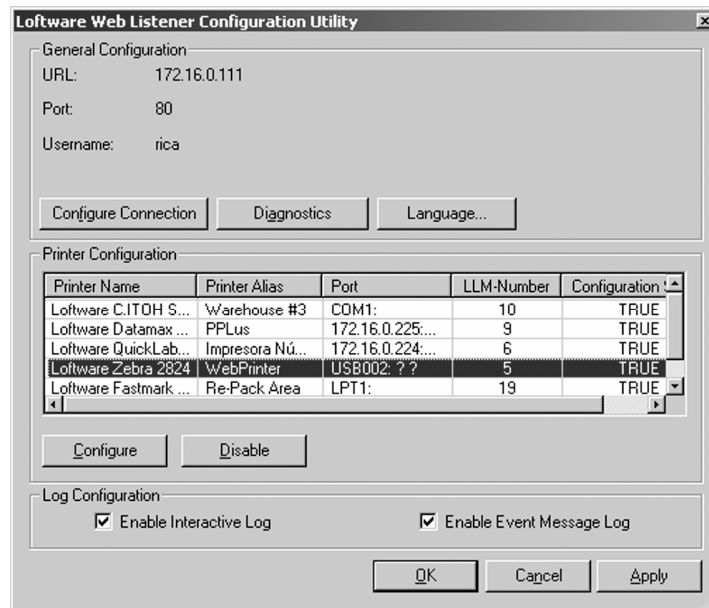 Loftware Web Listener Configuration Utility
General Configuration
URL: 172.16.0.111
Port: 80
Username: rica
Configure Connection Diagnostics Language...
Printer Configuration
Printer Name Printer Alias Port LLM-Number Configuration
Loftware C.ITOH S... Warehouse #3 COM1: 10 TRUE
Loftware Datamax ... PPLus 172.16.0.225:... 9 TRUE
Loftware QuickLab... Impresora Nú... 172.16.0.224:... 6 TRUE
Loftware Zebra 2824 WebPrinter USB002: ? ? 5 TRUE
Loftware Fastmark ... Re-Pack Area LPT1: 19 TRUE
Configure Disable
Log Configuration
Enable Interactive Log Enable Event Message Log
OK Cancel Apply